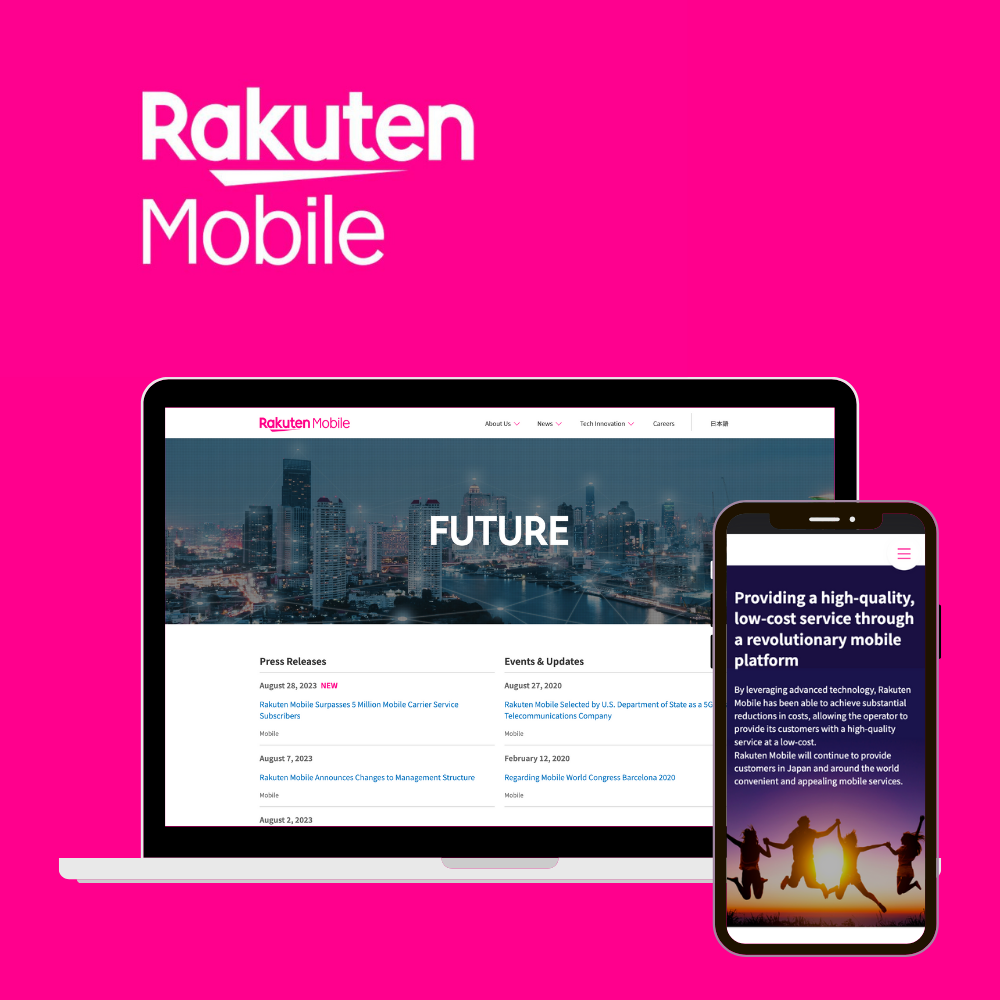 Rakuten
Mobile
Rakuten Mobile
About Us
News
Tech Innovation
Careers
日本語
FUTURE
Press Releases
August 28, 2023 NEW
Rakuten Mobile Surpasses 5 Million Mobile Carrier Service
Subscribers
Mobile
August 7, 2023
Rakuten Mobile Announces Changes to Management Structure
Mobile
August 2, 2023
Events & Updates
August 27, 2020
Rakuten Mobile Selected by U.S. Department of State as a 5G
Telecommunications Company
Mobile
February 12, 2020
Regarding Mobile World Congress Barcelona 2020
Mobile
Providing a high-quality,
low-cost service through
a revolutionary mobile
platform
By leveraging advanced technology, Rakuten
Mobile has been able to achieve substantial
reductions in costs, allowing the operator to
provide its customers with a high-quality
service at a low-cost.
Rakuten Mobile will continue to provide
customers in Japan and around the world
convenient and appealing mobile services.